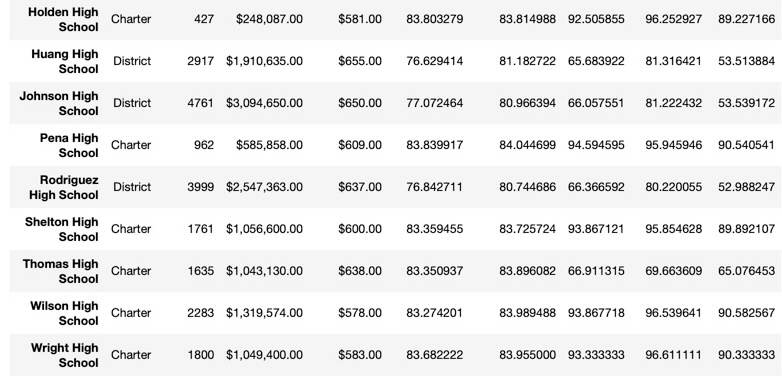 Holden High School Charter 427 $248,087.00 $581.00 83.803279 83.814988 92.505855 96.252927 89.227166
Huang High School District 2917 $1,910,635.00 $655.00 76.629414 81.182722 65.683922 81.316421 53.513884
Johnson High School District 4761 $3,094,650.00 $650.00 77.072464 80.966394 66.057551 81.222432 53.539172
Pena High School Charter 962 $585,858.00 $609.00 83.839917 84.044699 94.594595 95.945946 90.540541
Rodriguez High School District 3999 $2,547,363.00 $637.00 76.842711 80.744686 66.366592 80.220055 52.988247
Shelton High School Charter 1761 $1,056,600.00 $600.00 83.359455 83.725724 93.867121 95.854628 89.892107
Thomas High School Charter 1635 $1,043,130.00 $638.00 83.350937 83.896082 66.911315 69.663609 65.076453
Wilson High School Charter 2283 $1,319,574.00 $578.00 83.274201 83.989488 93.867718 96.539641 90.582567
Wright High School Charter 1800 $1,049,400.00 $583.00 83.682222 83.955000 93.333333 96.611111 90.333333